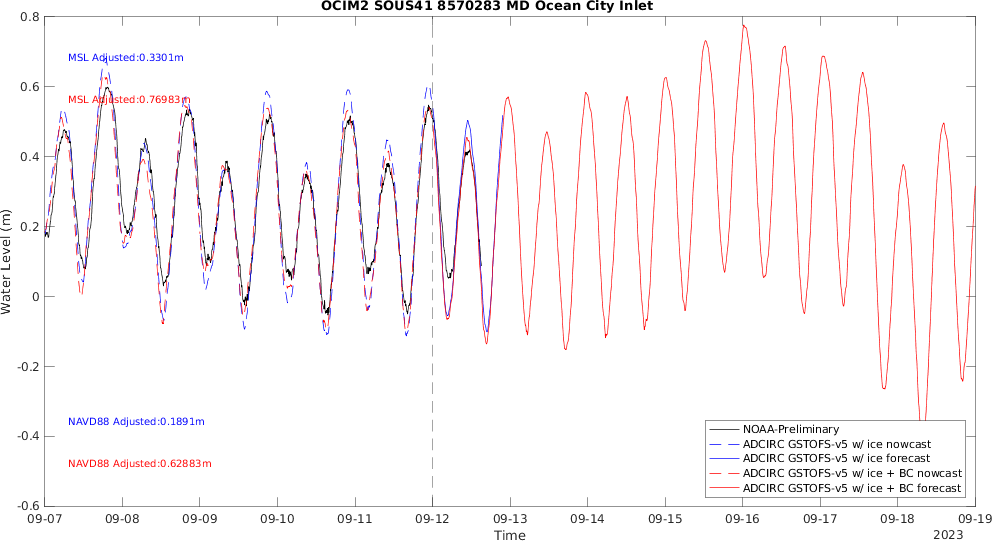 OCIM2 SOUS41 8570283 MD Ocean City Inlet
0.8
0.6
0.4
0.2
0
-0.2
-0.4
-0.6
Water Level (m)
MSL Adjusted:0.3301m
MSL Adjusted:0.76983m
NAVD88 Adjusted:0.1891m
NAVD88 Adjusted:0.62883m
NOAA-Preliminary
ADCIRC GSTOFS-v5 w/ ice nowcast
ADCIRC GSTOFS-v5 w/ ice forecast
ADCIRC GSTOFS-v5 w/ ice + BC nowcast
ADCIRC GSTOFS-v5 w/ ice + BC forecast
09-07 09-08 09-09 09-10 09-11 09-12 09-13 09-14 09-15 09-16 09-17 09-18 09-19
Time
2023